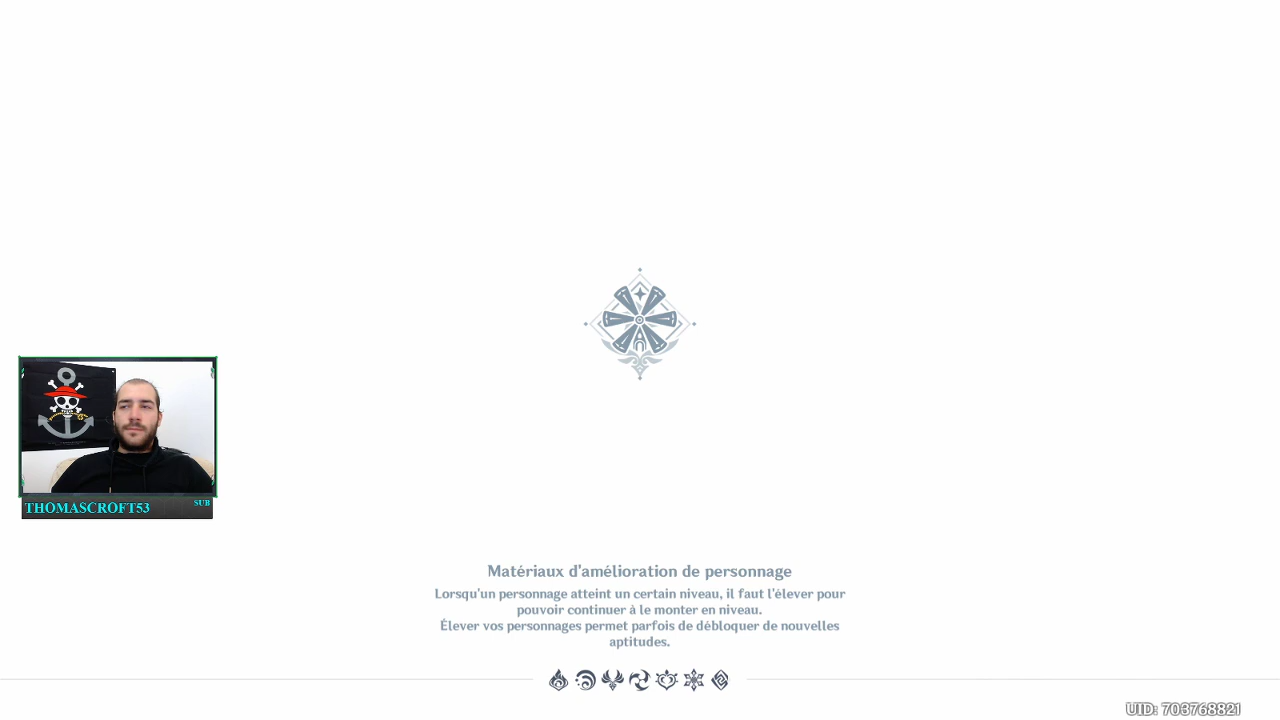 THOMASCROFT53
SUB
Matériaux d'amélioration de personnage
Lorsqu'un personnage atteint un certain niveau, il faut l'élever pour
pouvoir continuer à le monter en niveau.
Élever vos personnages permet parfois de débloquer de nouvelles
aptitudes.
UID: 703768821